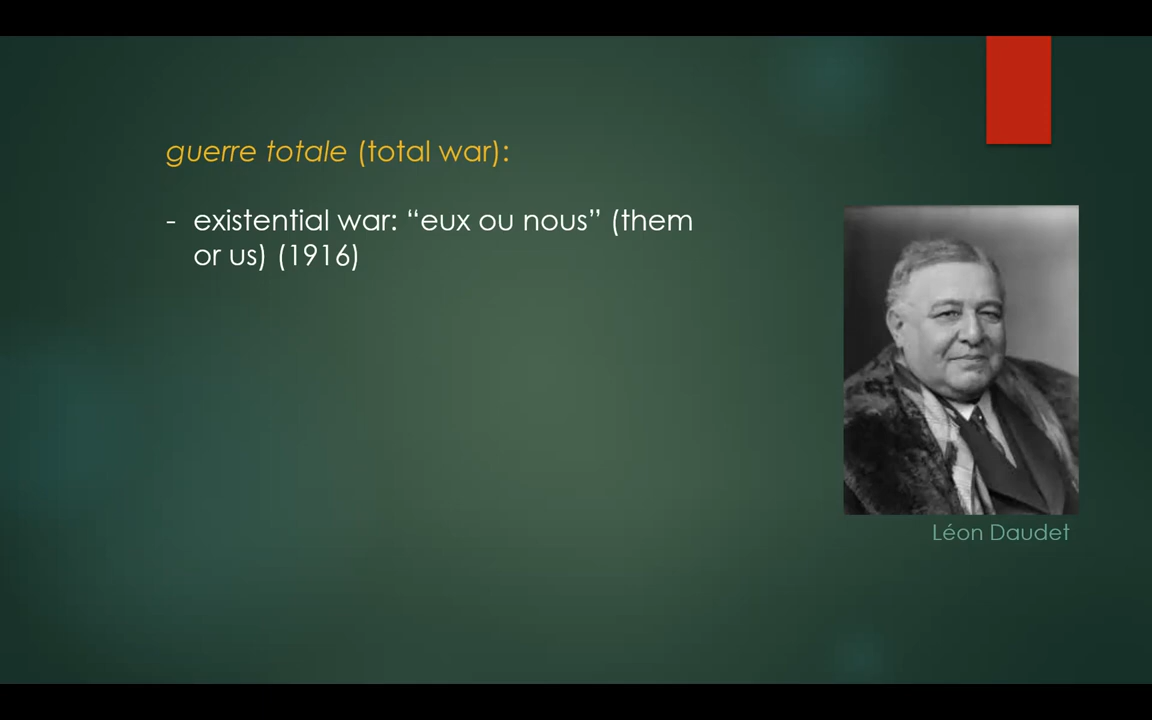 guerre totale (total war):
- existential war: “eux ou nous” (them
or us) (1916)
Léon Daudet